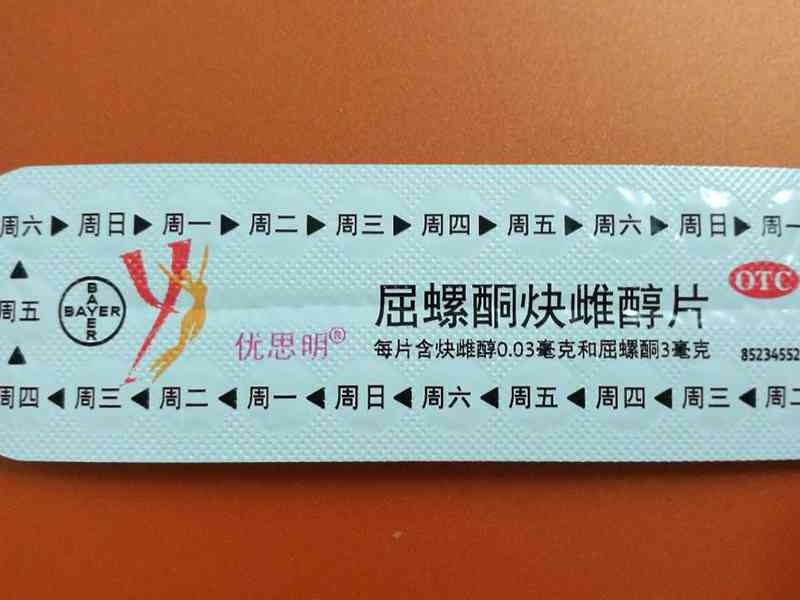 周六 ▶ 周日 ▶ 周一 ▶ 周二 ▶ 周三 ▶ 周四 ▶ 周五 ▶ 周六 ▶ 周日 ▶ 周一
周五
BAYER
BAYER
优思明®
屈螺酮炔雌醇片
每片含炔雌醇0.03毫克和屈螺酮3毫克
OTC
85234552
周四 ◀ 周三 ◀ 周二 ◀ 周一 ◀ 周日 ◀ 周六 ◀ 周五 ◀ 周四 ◀ 周三 ◀ 周二